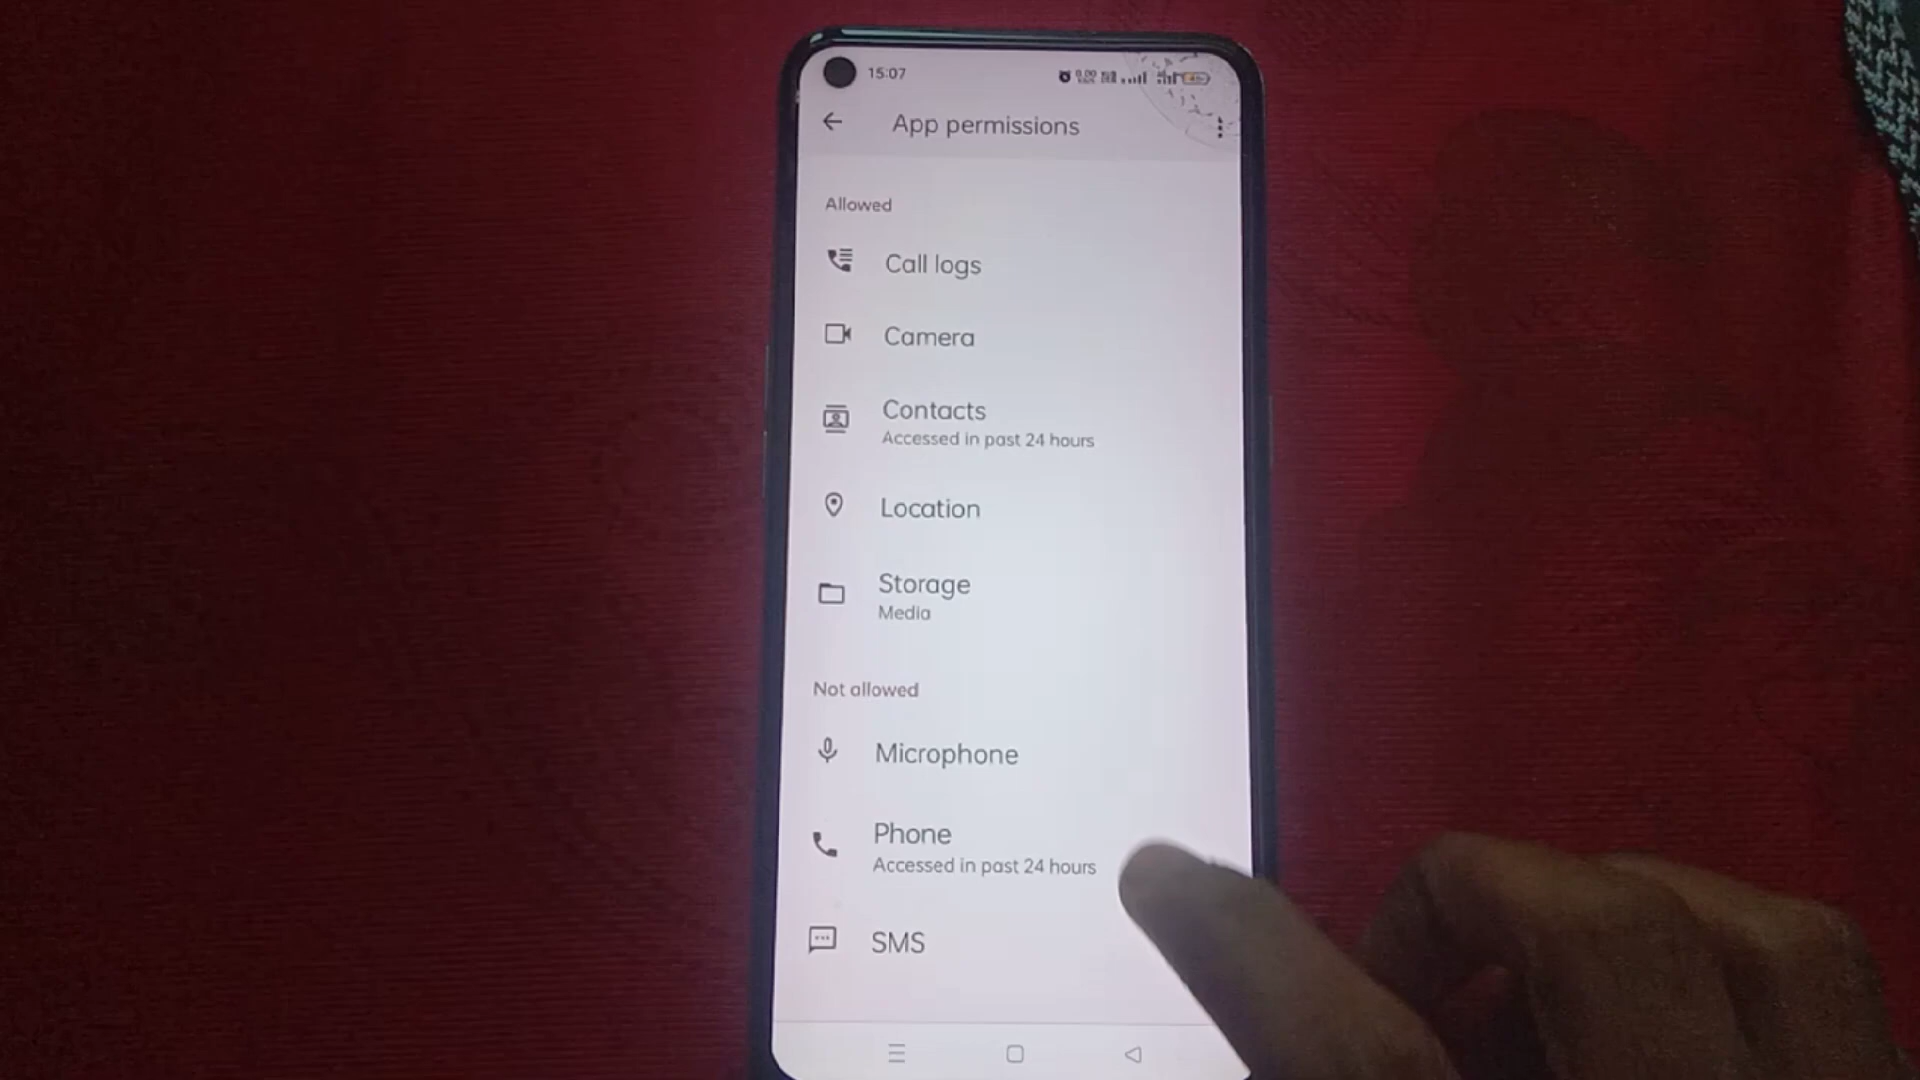 15:07
App permissions
Allowed
Call logs
Camera
Contacts
Accessed in past 24 hours
Location
Storage
Media
Not allowed
Microphone
Phone
Accessed in past 24 hours
SMS